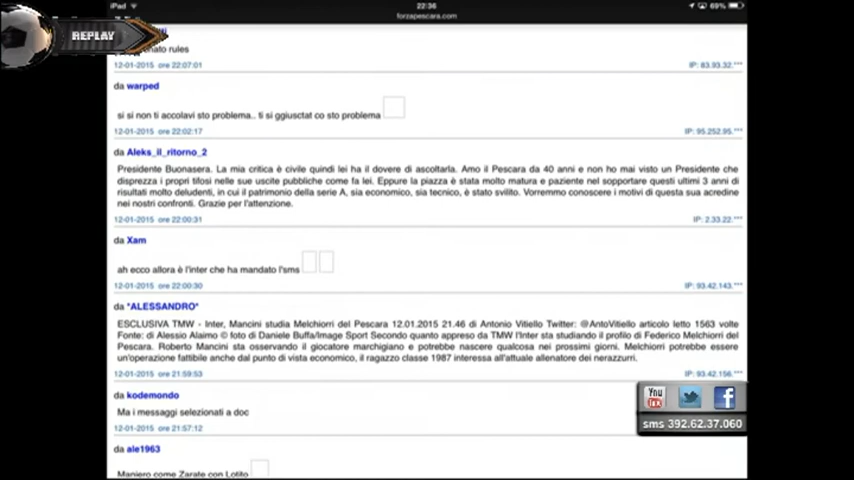 iPad
22:36
69%
forzapescara.com
REPLAY
rules
12-01-2015 ore 22:07:01
IP: 83.93.32.***
da warped
si si non ti accolavi sto problema.. ti si ggiusctat co sto problema
12-01-2015 ore 22:02:17
IP: 95.252.95.***
da Aleks_il_ritorno_2
Presidente Buonasera. La mia critica è civile quindi lei ha il dovere di ascoltarla. Amo il Pescara da 40 anni e non ho mai visto un Presidente che
disprezza i propri tifosi nelle sue uscite pubbliche come fa lei. Eppure la piazza è stata molto matura e paziente nel sopportare questi ultimi 3 anni di
risultati molto deludenti, in cui il patrimonio della serie A, sia economico, sia tecnico, è stato svilito. Vorremmo conoscere i motivi di questa sua acredine
nei nostri confronti. Grazie per l'attenzione.
12-01-2015 ore 22:00:31
IP: 2.33.22.***
da Xam
ah ecco allora è l'inter che ha mandato l'sms
12-01-2015 ore 22:00:30
IP: 93.42.143.***
da *ALESSANDRO*
ESCLUSIVA TMW - Inter, Mancini studia Melchiorri del Pescara 12.01.2015 21.46 di Antonio Vitiello Twitter: @AntoVitiello articolo letto 1563 volte
Fonte: di Alessio Alaimo © foto di Daniele Buffa/Image Sport Secondo quanto appreso da TMW l'Inter sta studiando il profilo di Federico Melchiorri del
Pescara. Roberto Mancini sta osservando il giocatore marchigiano e potrebbe nascere qualcosa nei prossimi giorni. Melchiorri potrebbe essere
un'operazione fattibile anche dal punto di vista economico, il ragazzo classe 1987 interessa all'attuale allenatore dei nerazzurri.
12-01-2015 ore 21:59:53
IP: 93.42.156.***
da kodemondo
Ma i messaggi selezionati a doc
12-01-2015 ore 21:57:12
You
sms 392.62.37.060
da ale1963
Maniero come Zarate con Lotito